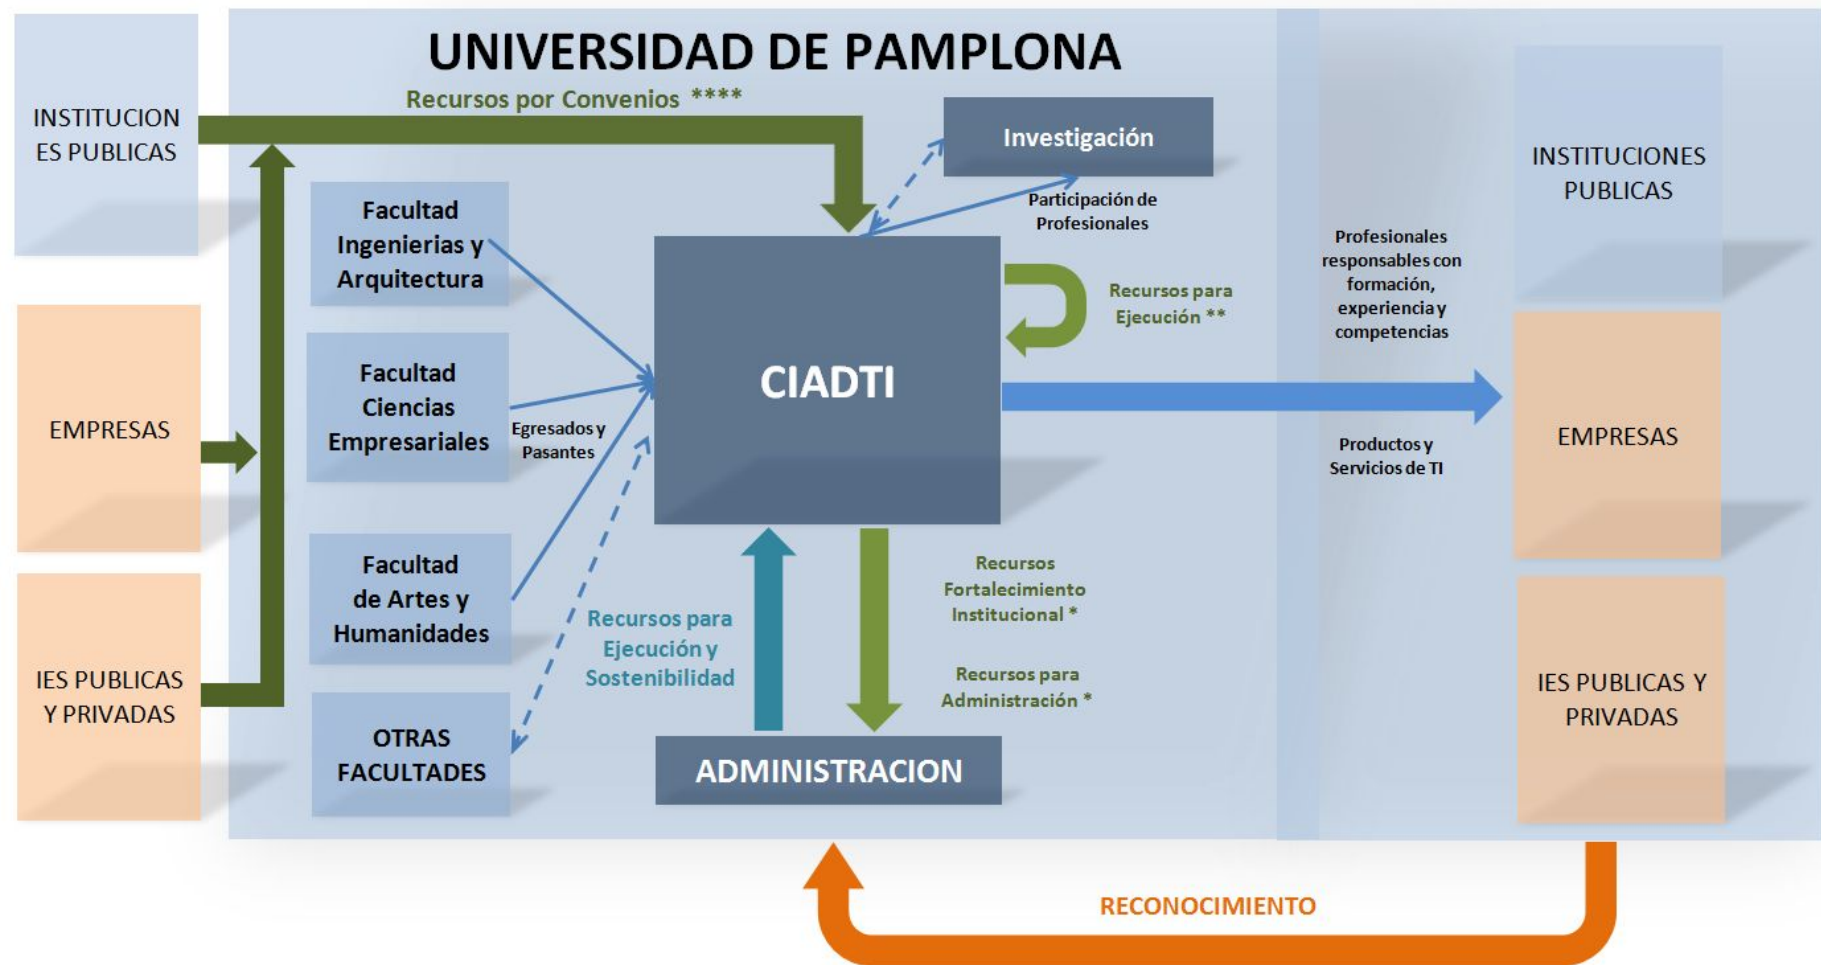 UNIVERSIDAD DE PAMPLONA
Recursos por Convenios ****
INSTITUCION
ES PUBLICAS
EMPRESAS
IES PUBLICAS
Y PRIVADAS
Facultad
Ingenierias y
Arquitectura
Facultad
Ciencias
Empresariales
Egresados y
Pasantes
Facultad
de Artes y
Humanidades
OTRAS
FACULTADES
Investigación
Participación de
Profesionales
CIADTI
Recursos para
Ejecución **
Recursos para
Ejecución y
Sostenibilidad
Recursos
Fortalecimiento
Institucional *
Recursos para
Administración *
ADMINISTRACION
Profesionales
responsables con
formación,
experiencia y
competencias
Productos y
Servicios de TI
INSTITUCIONES
PUBLICAS
EMPRESAS
IES PUBLICAS Y
PRIVADAS
RECONOCIMIENTO